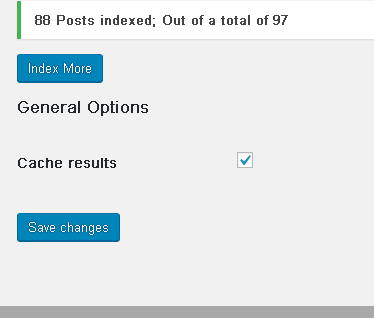 88 Posts indexed; Out of a total of 97
Index More
General Options
Cache results
Save changes